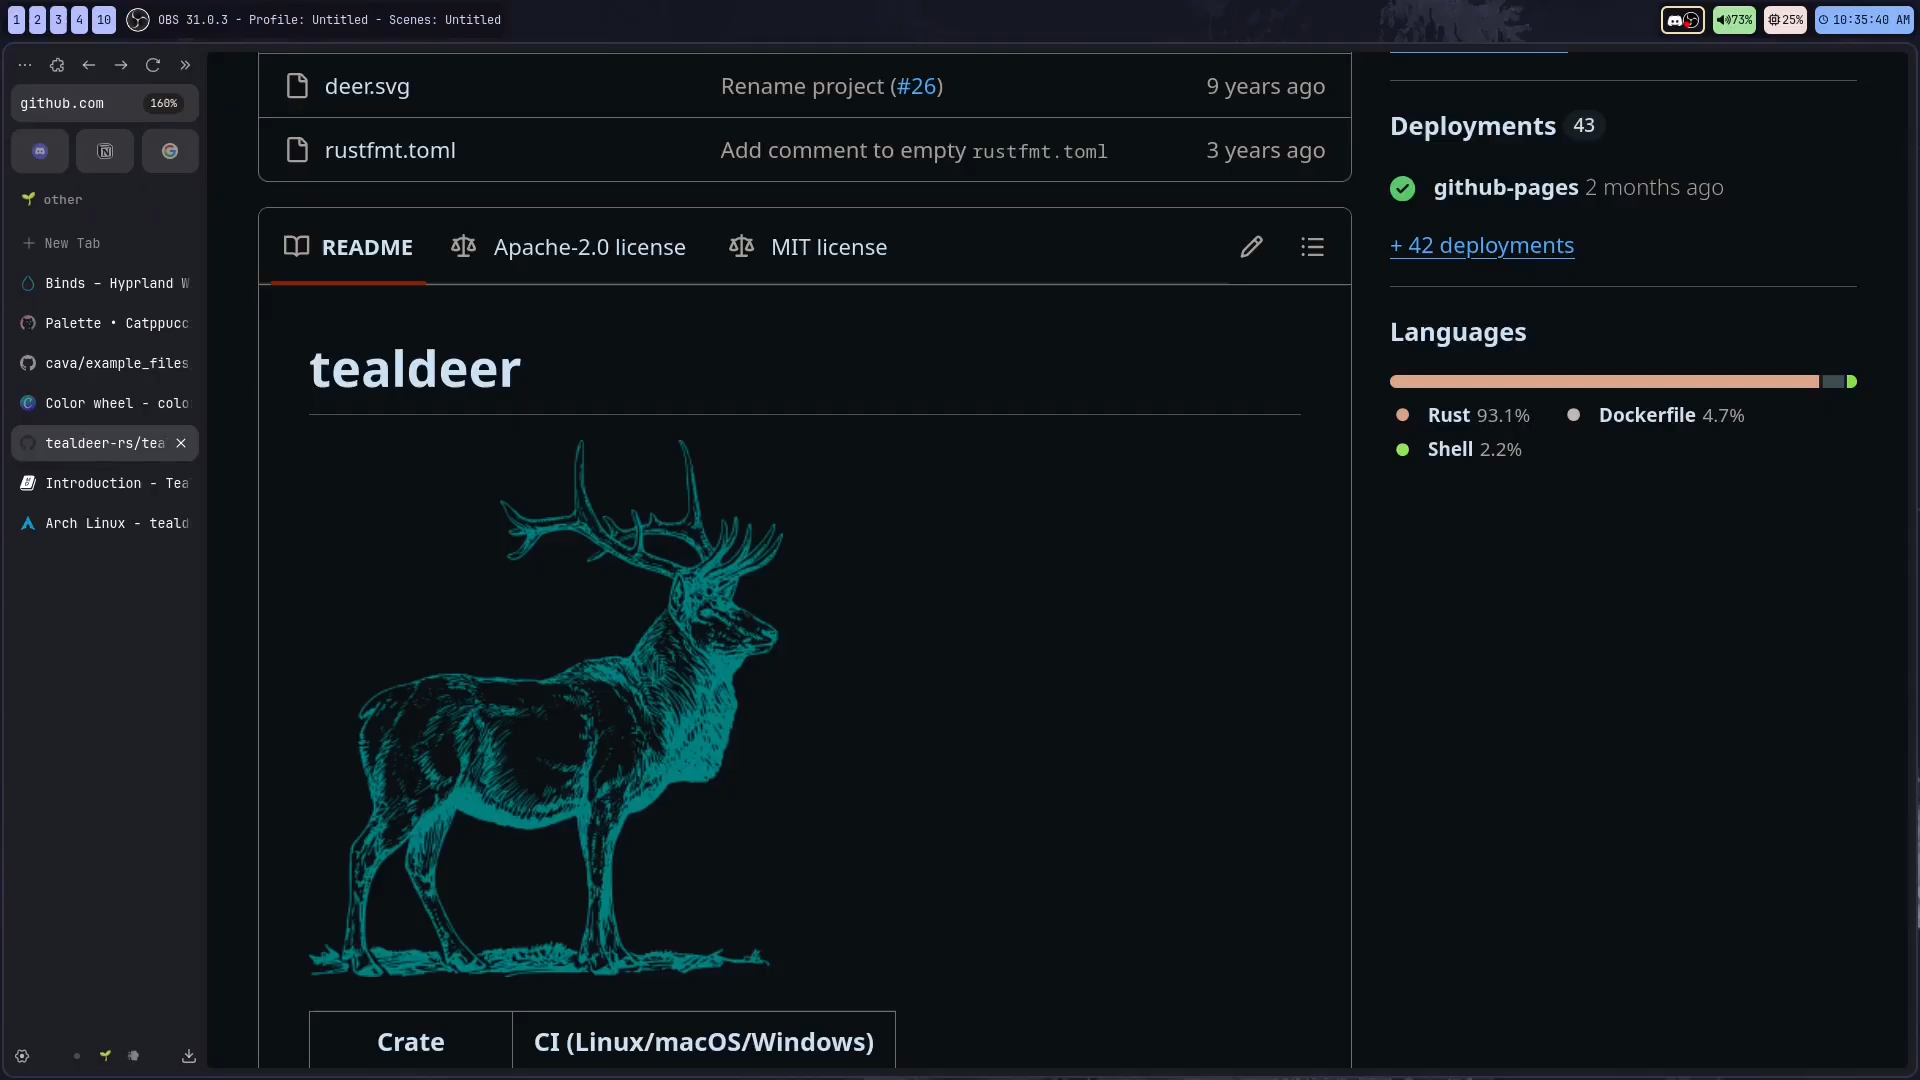 1 2 3 4 10 OBS 31.0.3 - Profile: Untitled - Scenes: Untitled
73% 25% 10:35:40 AM
github.com 160%
other
New Tab
Binds – Hyprland W
Palette • Catppucc
cava/example_files
Color wheel - colo
tealdeer-rs/tea
Introduction - Tea
Arch Linux - teald
deer.svg Rename project (#26) 9 years ago
rustfmt.toml Add comment to empty rustfmt.toml 3 years ago
README Apache-2.0 license MIT license
tealdeer
Crate CI (Linux/macOS/Windows)
Deployments 43
github-pages 2 months ago
+ 42 deployments
Languages
Rust 93.1% Dockerfile 4.7%
Shell 2.2%